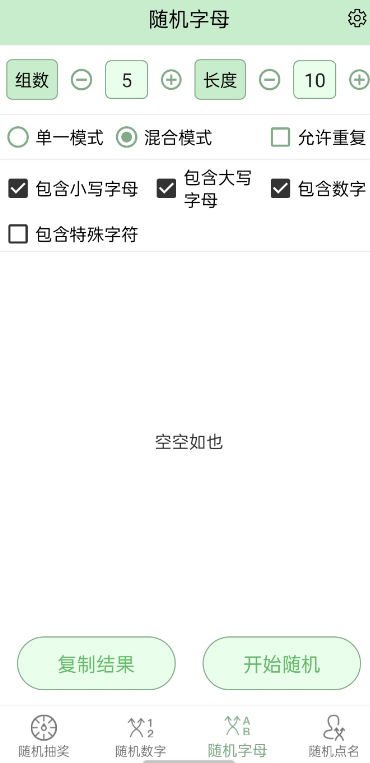 随机字母
组数 5 长度 10
单一模式 混合模式 允许重复
包含小写字母 包含大写字母 包含数字
包含特殊字符
空空如也
复制结果 开始随机
1 2 A B
随机抽奖 随机数字 随机字母 随机点名